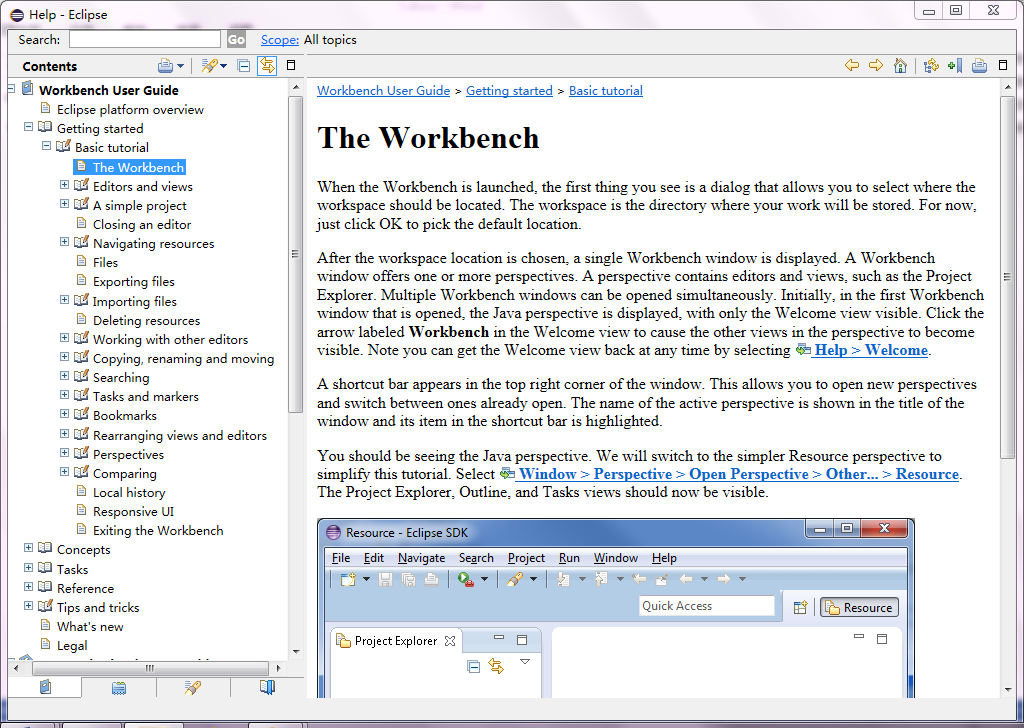 Help - Eclipse
Search:
Go
Scope: All topics
Contents
Workbench User Guide
Eclipse platform overview
Getting started
Basic tutorial
The Workbench
Editors and views
A simple project
Closing an editor
Navigating resources
Files
Exporting files
Importing files
Deleting resources
Working with other editors
Copying, renaming and moving
Searching
Tasks and markers
Bookmarks
Rearranging views and editors
Perspectives
Comparing
Local history
Responsive UI
Exiting the Workbench
Concepts
Tasks
Reference
Tips and tricks
What's new
Legal
Workbench User Guide > Getting started > Basic tutorial
The Workbench
When the Workbench is launched, the first thing you see is a dialog that allows you to select where the
workspace should be located. The workspace is the directory where your work will be stored. For now,
just click OK to pick the default location.
After the workspace location is chosen, a single Workbench window is displayed. A Workbench
window offers one or more perspectives. A perspective contains editors and views, such as the Project
Explorer. Multiple Workbench windows can be opened simultaneously. Initially, in the first Workbench
window that is opened, the Java perspective is displayed, with only the Welcome view visible. Click the
arrow labeled Workbench in the Welcome view to cause the other views in the perspective to become
visible. Note you can get the Welcome view back at any time by selecting Help > Welcome.
A shortcut bar appears in the top right corner of the window. This allows you to open new perspectives
and switch between ones already open. The name of the active perspective is shown in the title of the
window and its item in the shortcut bar is highlighted.
You should be seeing the Java perspective. We will switch to the simpler Resource perspective to
simplify this tutorial. Select Window > Perspective > Open Perspective > Other... > Resource.
The Project Explorer, Outline, and Tasks views should now be visible.
Resource - Eclipse SDK
File Edit Navigate Search Project Run Window Help
Quick Access
Resource
Project Explorer